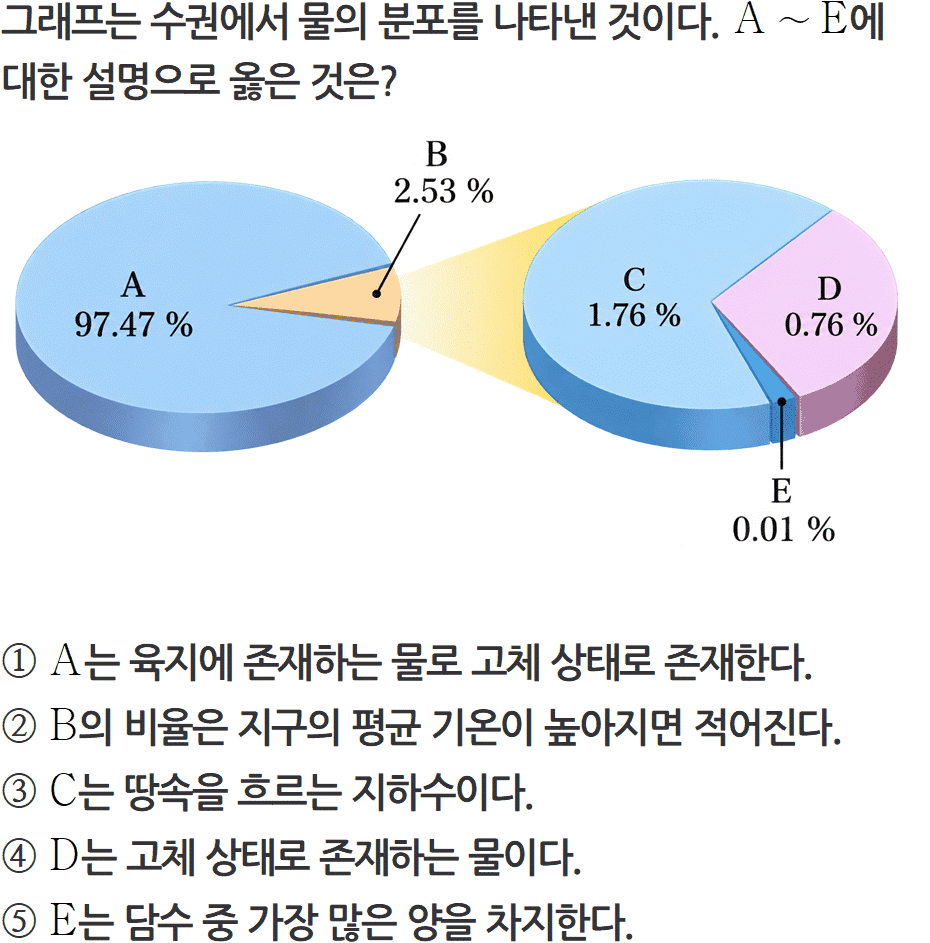 그래프는 수권에서 물의 분포를 나타낸 것이다. A ~ E에
대한 설명으로 옳은 것은?
B
2.53 %
A
97.47 %
C
1.76 %
D
0.76 %
E
0.01 %
① A는 육지에 존재하는 물로 고체 상태로 존재한다.
② B의 비율은 지구의 평균 기온이 높아지면 적어진다.
③ C는 땅속을 흐르는 지하수이다.
④ D는 고체 상태로 존재하는 물이다.
⑤ E는 담수 중 가장 많은 양을 차지한다.